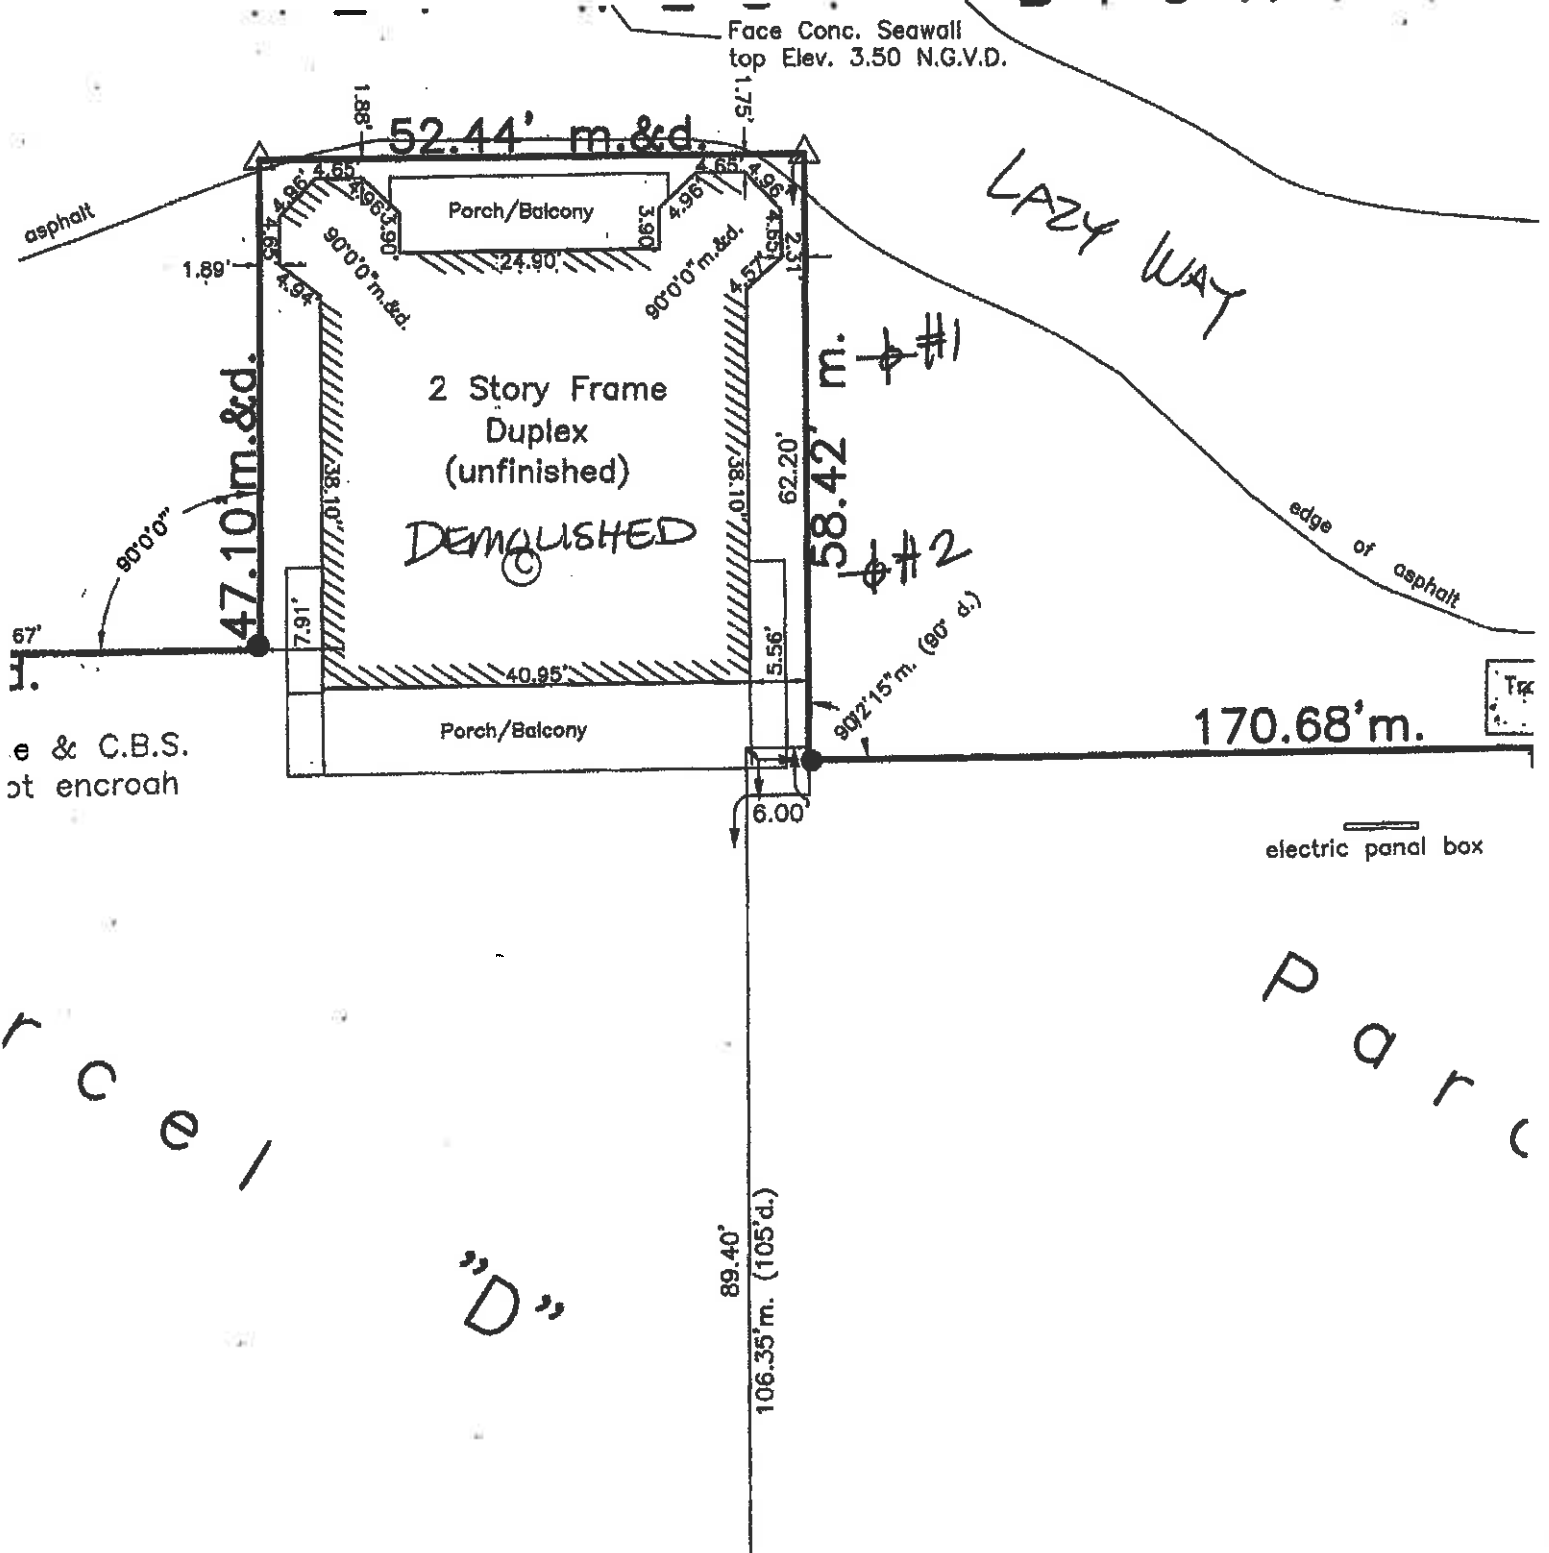 Face Conc. Seawall
top Elev. 3.50 N.G.V.D.
1.88'
1.75'
52.44' m.&d.
4.65'
4.65'
4.96'
4.96'
4.96'
4.96'
asphalt
Porch/Balcony
3.90'
3.90'
4.65'
4.65'
2.31'
24.90'
1.89'
4.94'
4.57'
90°0'0"m.&d.
90°0'0"m.&d.
LAZY WAY
#1
47.10'm.&d.
58.42' m.
2 Story Frame
Duplex
(unfinished)
38.10'
38.10'
62.20'
DEMOLISHED
©
#2
90°0'0"
edge of asphalt
67'
7.91'
5.56'
40.95'
90°2'15"m. (90° d.)
Porch/Balcony
170.68'm.
e & C.B.S.
ot encroah
6.00'
electric panal box
r c e l
"D"
P a r c
89.40'
106.35'm. (105'd.)